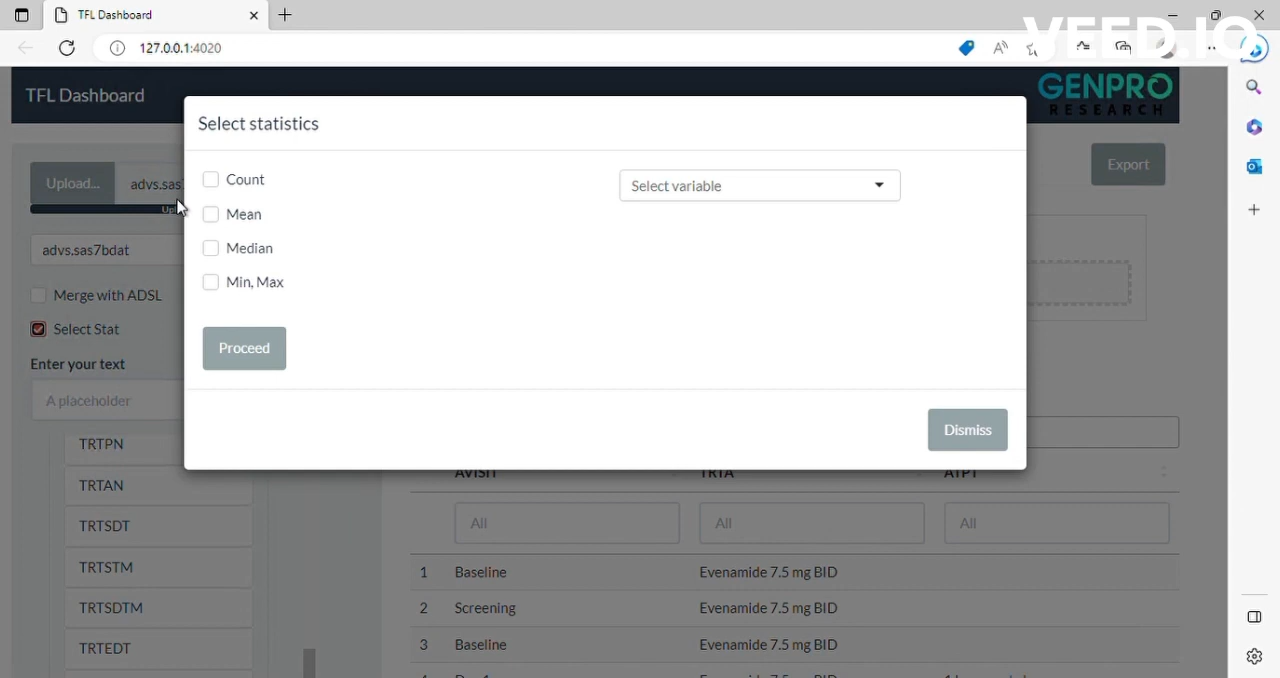 TFL Dashboard
127.0.0.1:4020
VEED.IO
TFL Dashboard
GENPRO
RESEARCH
Select statistics
Upload...
advs.sas
Export
Count
Select variable
Mean
advs.sas7bdat
Median
Min, Max
Merge with ADSL
Select Stat
Proceed
Enter your text
A placeholder
Dismiss
TRTPN
AVISIT TRTA ATPT
TRTAN
All All All
TRTSDT
TRTSTM
1 Baseline Evenamide 7.5 mg BID
TRTSDTM
2 Screening Evenamide 7.5 mg BID
TRTEDT
3 Baseline Evenamide 7.5 mg BID